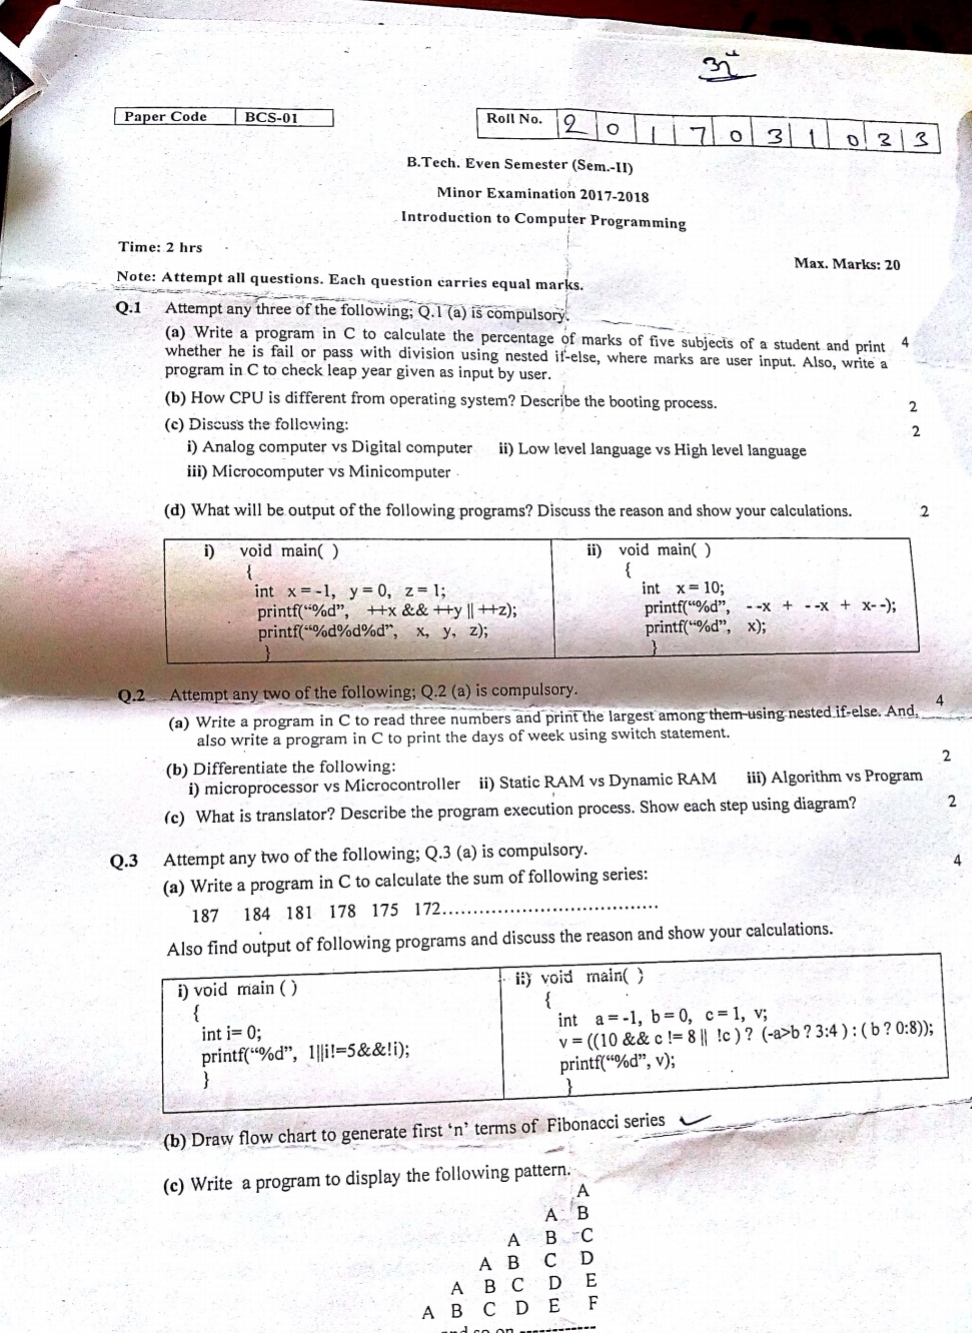 Paper Code BCS-01
Roll No. 2 0 1 7 0 3 1 0 3 3
B.Tech. Even Semester (Sem.-II)
Minor Examination 2017-2018
Introduction to Computer Programming
Time: 2 hrs
Max. Marks: 20
Note: Attempt all questions. Each question carries equal marks.
Q.1 Attempt any three of the following; Q.1 (a) is compulsory.
(a) Write a program in C to calculate the percentage of marks of five subjects of a student and print 4
whether he is fail or pass with division using nested if-else, where marks are user input. Also, write a
program in C to check leap year given as input by user.
(b) How CPU is different from operating system? Describe the booting process. 2
(c) Discuss the following: 2
i) Analog computer vs Digital computer ii) Low level language vs High level language
iii) Microcomputer vs Minicomputer
(d) What will be output of the following programs? Discuss the reason and show your calculations. 2
i) void main( )
{
int x = -1, y = 0, z = 1;
printf("%d", ++x && ++y || ++z);
printf("%d%d%d", x, y, z);
}
ii) void main( )
{
int x = 10;
printf("%d", - -x + - -x + x- -);
printf("%d", x);
}
Q.2 Attempt any two of the following; Q.2 (a) is compulsory.
(a) Write a program in C to read three numbers and print the largest among them using nested if-else. And, 4
also write a program in C to print the days of week using switch statement.
(b) Differentiate the following: 2
i) microprocessor vs Microcontroller ii) Static RAM vs Dynamic RAM iii) Algorithm vs Program
(c) What is translator? Describe the program execution process. Show each step using diagram? 2
Q.3 Attempt any two of the following; Q.3 (a) is compulsory.
(a) Write a program in C to calculate the sum of following series: 4
187 184 181 178 175 172...................................
Also find output of following programs and discuss the reason and show your calculations.
i) void main ( )
{
int i= 0;
printf("%d", 1||i!=5&&!i);
}
ii) void main( )
{
int a = -1, b = 0, c = 1, v;
v = ((10 && c != 8 || !c ) ? (-a>b ? 3:4 ) : ( b ? 0:8));
printf("%d", v);
}
(b) Draw flow chart to generate first 'n' terms of Fibonacci series
(c) Write a program to display the following pattern.
A
A B
A B C
A B C D
A B C D E
A B C D E F
and so on ------------